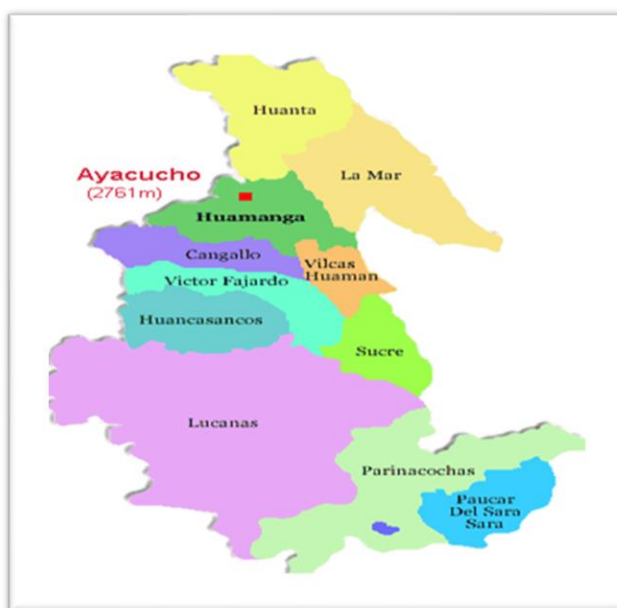 Huanta
La Mar
Ayacucho
(2761m)
Huamanga
Cangallo
Vilcas
Huaman
Victor Fajardo
Huancasancos
Sucre
Lucanas
Parinacochas
Paucar
Del Sara
Sara